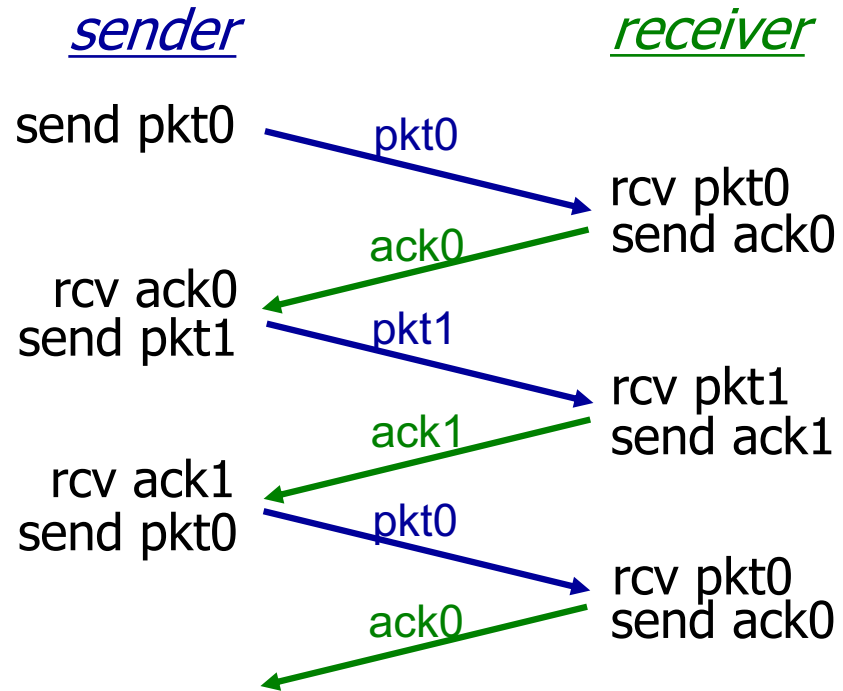 sender
receiver
send pkt0
pkt0
rcv pkt0
send ack0
ack0
rcv ack0
send pkt1
pkt1
rcv pkt1
send ack1
ack1
rcv ack1
send pkt0
pkt0
rcv pkt0
send ack0
ack0